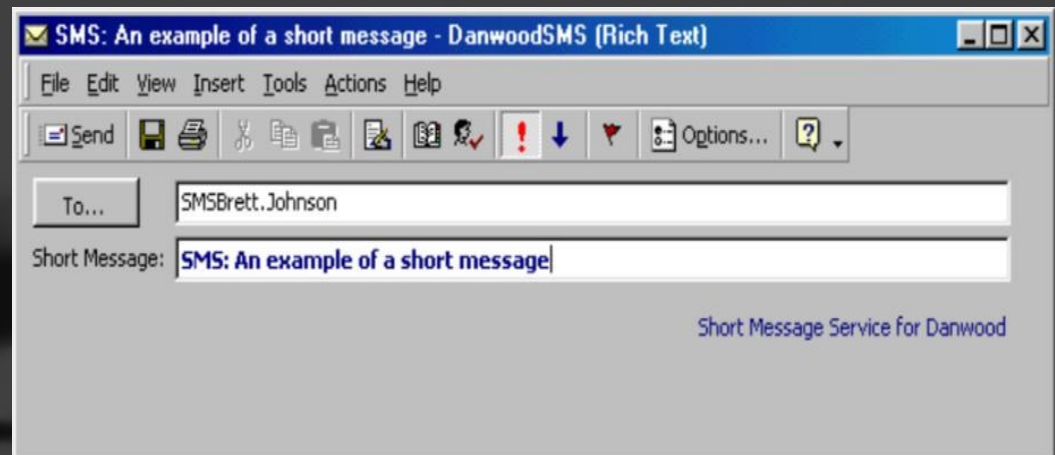 SMS: An example of a short message - DanwoodSMS (Rich Text)
File Edit View Insert Tools Actions Help
Send Options...
To... SMSBrett.Johnson
Short Message: SMS: An example of a short message
Short Message Service for Danwood